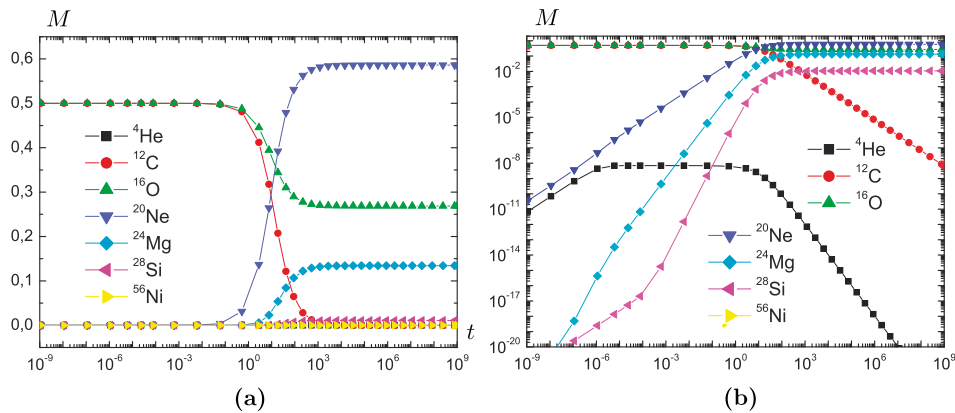 M
0,6
0,5
0,4
0,3
0,2
0,1
0,0
⁴He
¹²C
¹⁶O
²⁰Ne
²⁴Mg
²⁸Si
⁵⁶Ni
t
10⁻⁹ 10⁻⁶ 10⁻³ 10⁰ 10³ 10⁶ 10⁹
(a)
M
10⁻²
10⁻⁵
10⁻⁸
10⁻¹¹
10⁻¹⁴
10⁻¹⁷
10⁻²⁰
⁴He
¹²C
¹⁶O
²⁰Ne
²⁴Mg
²⁸Si
⁵⁶Ni
10⁻⁹ 10⁻⁶ 10⁻³ 10⁰ 10³ 10⁶ 10⁹
(b)